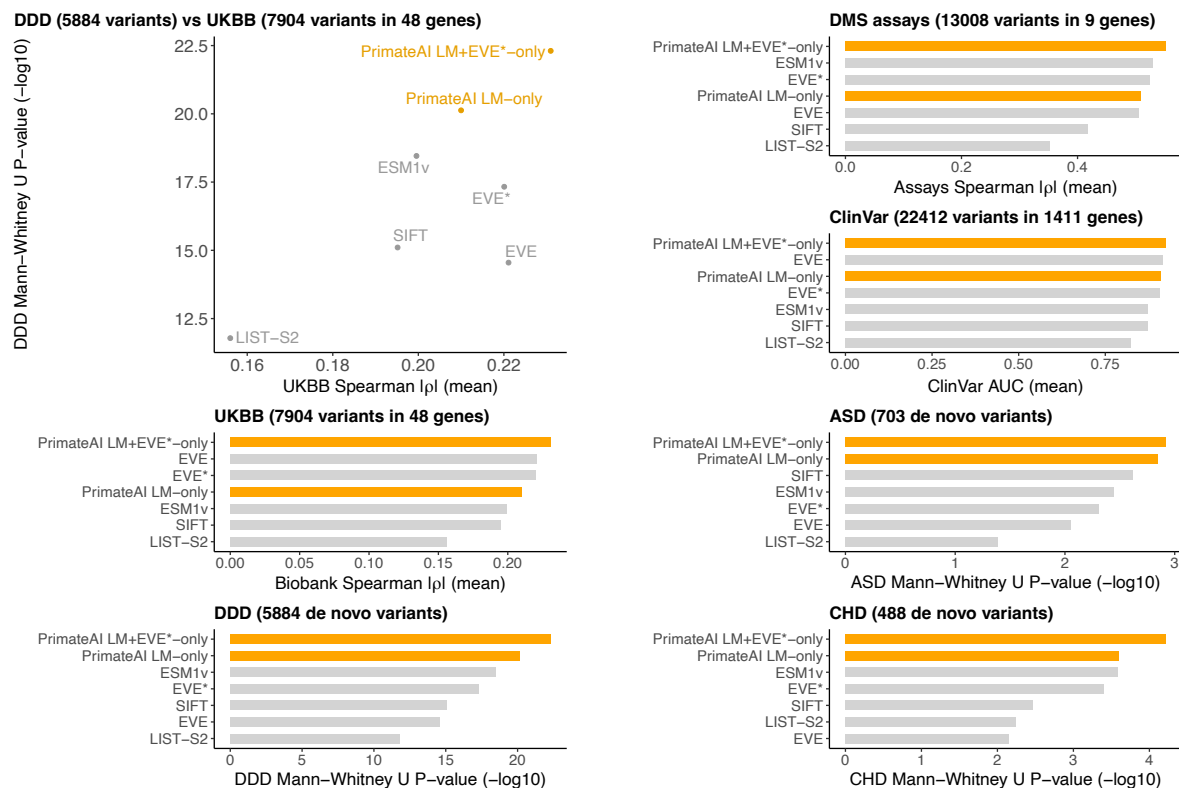 DDD (5884 variants) vs UKBB (7904 variants in 48 genes)
DDD Mann−Whitney U P−value (−log10)
22.5
20.0
17.5
15.0
12.5
PrimateAI LM+EVE*−only
PrimateAI LM−only
ESM1v
EVE*
SIFT
EVE
LIST−S2
0.16
0.20
0.22
UKBB Spearman |ρ| (mean)
DMS assays (13008 variants in 9 genes)
PrimateAI LM+EVE*−only
ESM1v
EVE*
PrimateAI LM−only
EVE
SIFT
LIST−S2
0.0
0.2
0.4
Assays Spearman |ρ| (mean)
ClinVar (22412 variants in 1411 genes)
PrimateAI LM+EVE*−only
EVE
PrimateAI LM−only
EVE*
ESM1v
SIFT
LIST−S2
0.00
0.25
0.50
0.75
ClinVar AUC (mean)
UKBB (7904 variants in 48 genes)
PrimateAI LM+EVE*−only
EVE
EVE*
PrimateAI LM−only
ESM1v
SIFT
LIST−S2
0.00
0.05
0.10
0.15
0.20
Biobank Spearman |ρ| (mean)
ASD (703 de novo variants)
PrimateAI LM+EVE*−only
PrimateAI LM−only
SIFT
ESM1v
EVE*
EVE
LIST−S2
0
1
2
3
ASD Mann−Whitney U P−value (−log10)
DDD (5884 de novo variants)
PrimateAI LM+EVE*−only
PrimateAI LM−only
ESM1v
EVE*
SIFT
EVE
LIST−S2
0
5
10
15
20
DDD Mann−Whitney U P−value (−log10)
CHD (488 de novo variants)
PrimateAI LM+EVE*−only
PrimateAI LM−only
ESM1v
EVE*
SIFT
LIST−S2
EVE
0
1
2
3
4
CHD Mann−Whitney U P−value (−log10)